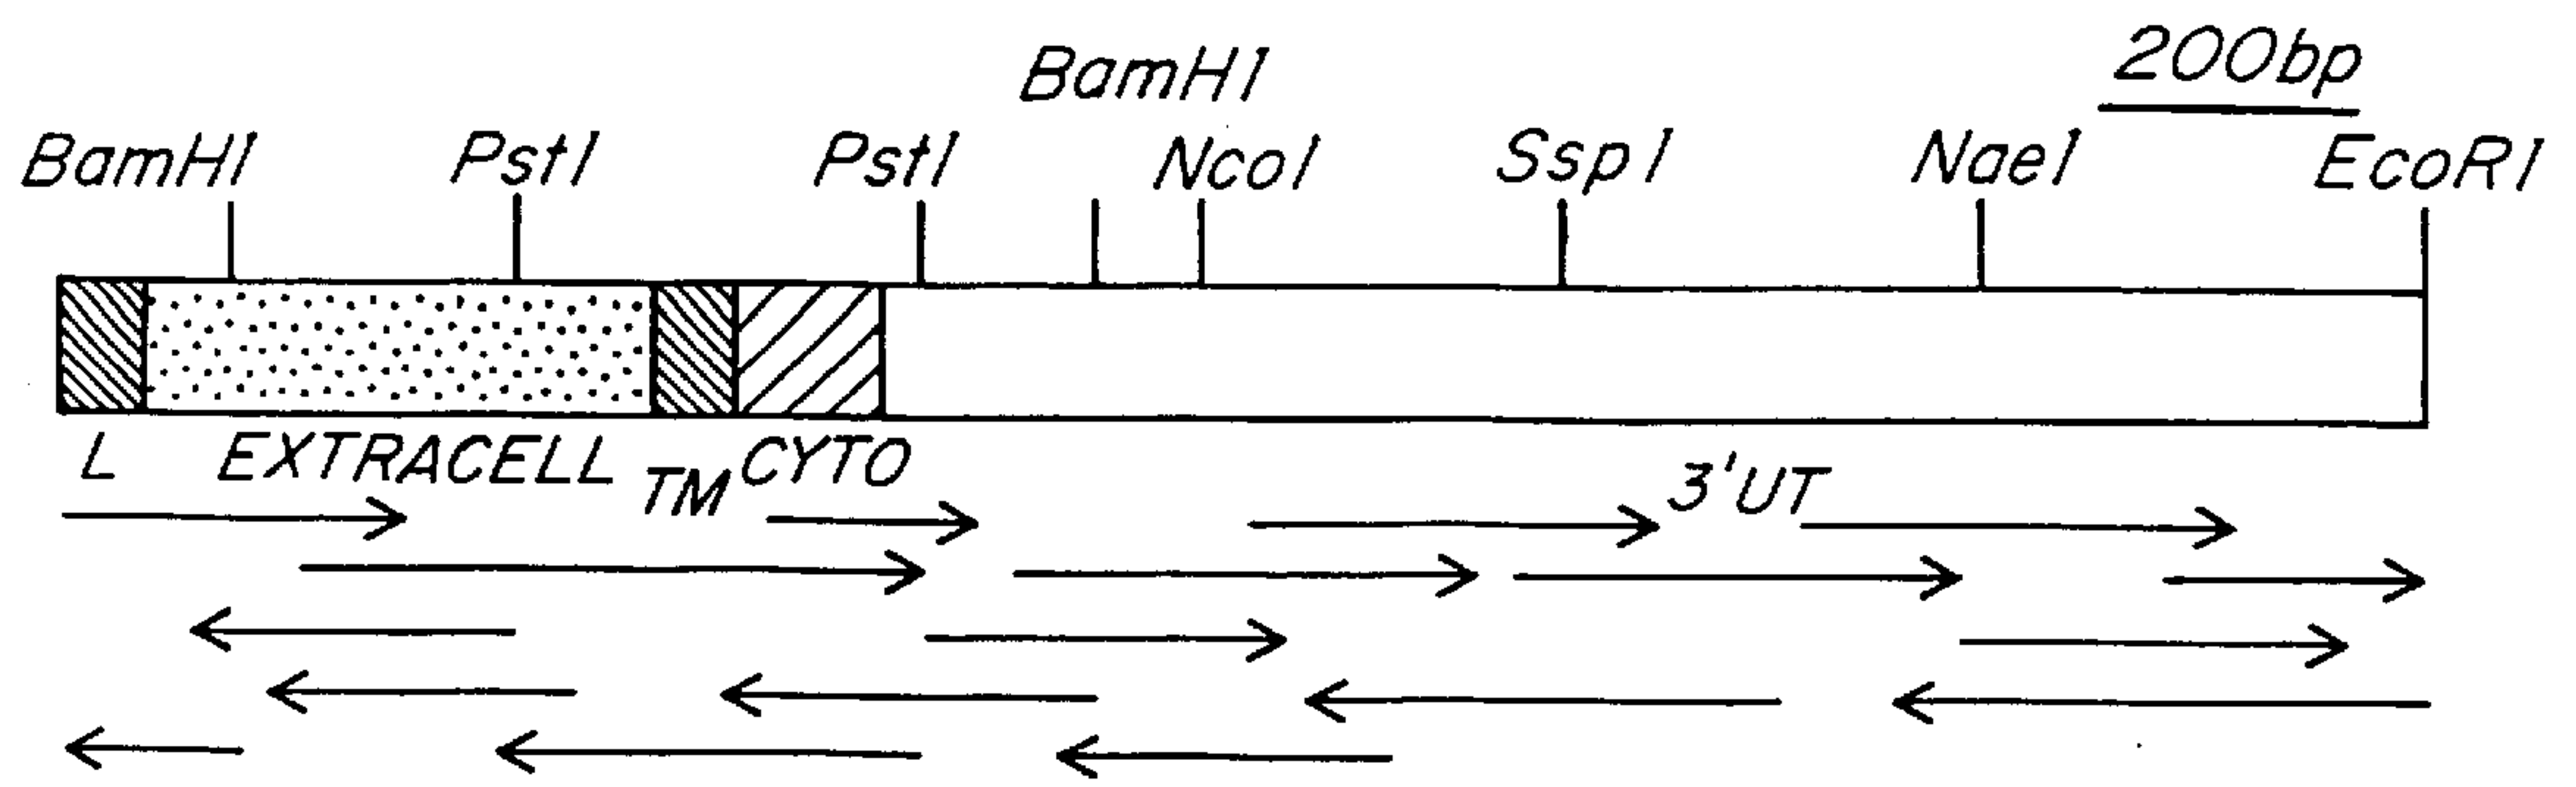 200bp
BamHI
BamHI PstI PstI NcoI SspI NaeI EcoRI
L EXTRACELL TM CYTO 3'UT